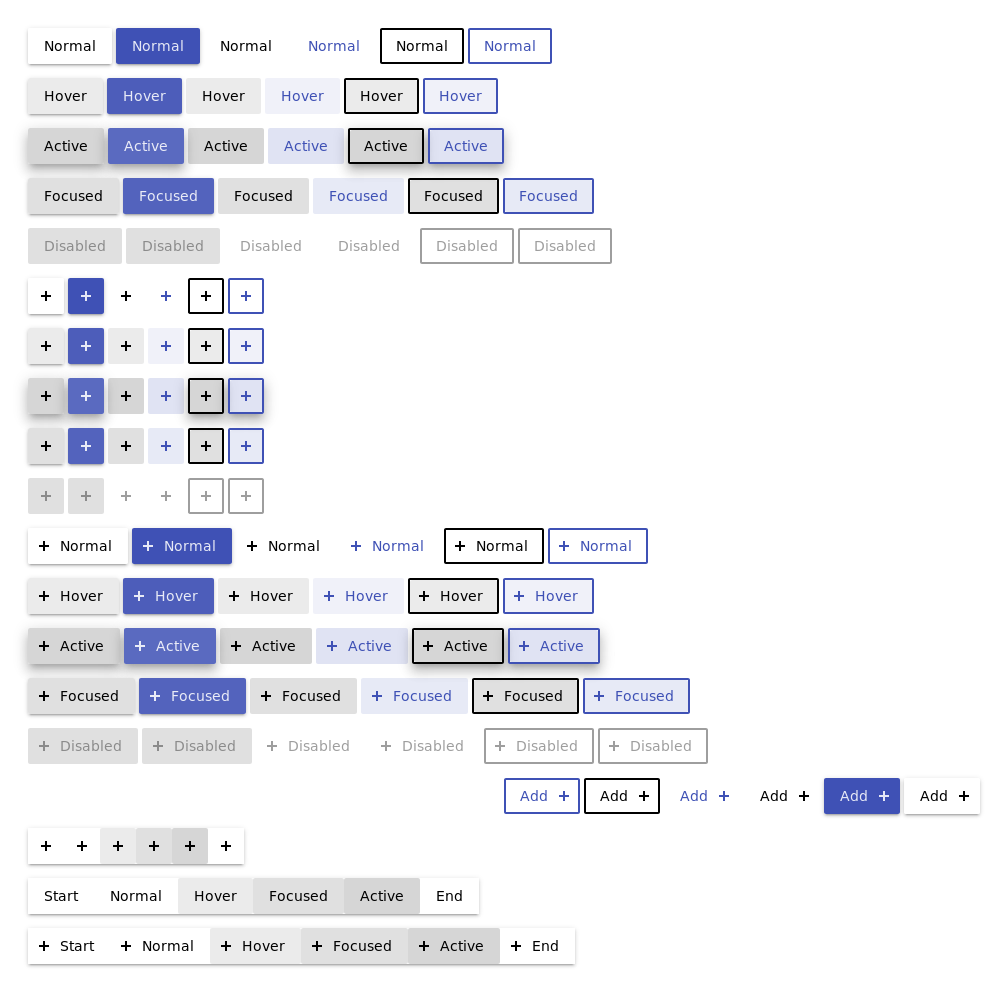 Normal Normal Normal Normal Normal Normal
Hover Hover Hover Hover Hover Hover
Active Active Active Active Active Active
Focused Focused Focused Focused Focused Focused
Disabled Disabled Disabled Disabled Disabled Disabled
+ + + + + +
+ + + + + +
+ + + + + +
+ + + + + +
+ + + + + +
+ Normal + Normal + Normal + Normal + Normal + Normal
+ Hover + Hover + Hover + Hover + Hover + Hover
+ Active + Active + Active + Active + Active + Active
+ Focused + Focused + Focused + Focused + Focused + Focused
+ Disabled + Disabled + Disabled + Disabled + Disabled + Disabled
Add + Add + Add + Add + Add + Add +
+ + + + + +
Start Normal Hover Focused Active End
+ Start + Normal + Hover + Focused + Active + End